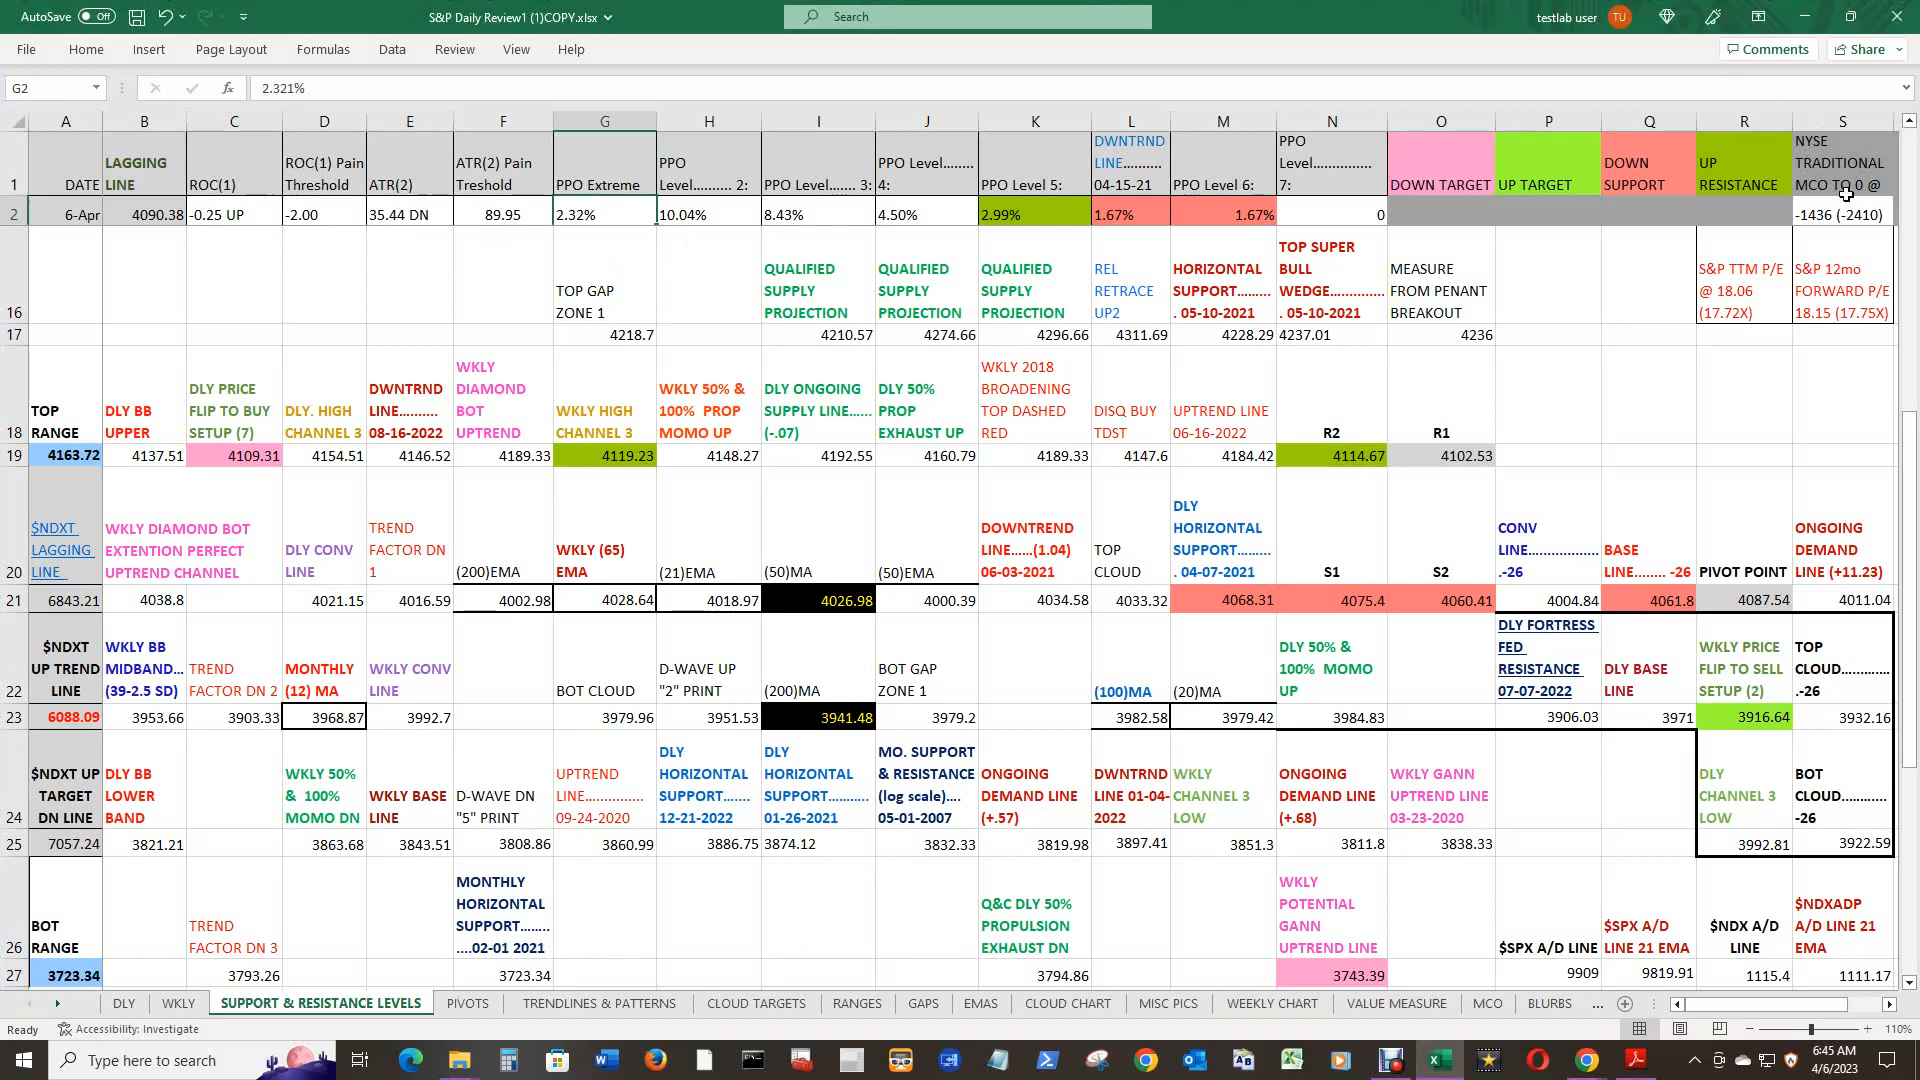 AutoSave Off S&P Daily Review1 (1)COPY.xlsx Search testlab user TU
File Home Insert Page Layout Formulas Data Review View Help Comments Share
G2 fx 2.321%
A B C D E F G H I J K L M N O P Q R S
1 DATE
LAGGING
LINE
ROC(1)
ROC(1) Pain
Threshold
ATR(2)
ATR(2) Pain
Treshold
PPO Extreme
PPO
Level.......... 2:
PPO Level....... 3:
PPO Level........
4:
PPO Level 5:
DWNTRND
LINE...........
04-15-21
PPO Level 6:
PPO
Level...............
7:
DOWN TARGET
UP TARGET
DOWN
SUPPORT
UP
RESISTANCE
NYSE
TRADITIONAL
MCO TO 0 @
2 6-Apr 4090.38 -0.25 UP -2.00 35.44 DN 89.95 2.32% 10.04% 8.43% 4.50% 2.99% 1.67% 1.67% 0 -1436 (-2410)
16
TOP GAP
ZONE 1
QUALIFIED
SUPPLY
PROJECTION
QUALIFIED
SUPPLY
PROJECTION
QUALIFIED
SUPPLY
PROJECTION
REL
RETRACE
UP2
HORIZONTAL
SUPPORT.........
. 05-10-2021
TOP SUPER
BULL
WEDGE..............
. 05-10-2021
MEASURE
FROM PENANT
BREAKOUT
S&P TTM P/E
@ 18.06
(17.72X)
S&P 12mo
FORWARD P/E
18.15 (17.75X)
17 4218.7 4210.57 4274.66 4296.66 4311.69 4228.29 4237.01 4236
18
TOP
RANGE
DLY BB
UPPER
DLY PRICE
FLIP TO BUY
SETUP (7)
DLY. HIGH
CHANNEL 3
DWNTRND
LINE..........
08-16-2022
WKLY
DIAMOND
BOT
UPTREND
WKLY HIGH
CHANNEL 3
WKLY 50% &
100% PROP
MOMO UP
DLY ONGOING
SUPPLY LINE......
(-.07)
DLY 50%
PROP
EXHAUST UP
WKLY 2018
BROADENING
TOP DASHED
RED
DISQ BUY
TDST
UPTREND LINE
06-16-2022
R2
R1
19 4163.72 4137.51 4109.31 4154.51 4146.52 4189.33 4119.23 4148.27 4192.55 4160.79 4189.33 4147.6 4184.42 4114.67 4102.53
20
$NDXT
LAGGING
LINE
WKLY DIAMOND BOT
EXTENTION PERFECT
UPTREND CHANNEL
DLY CONV
LINE
TREND
FACTOR DN
1
(200)EMA
WKLY (65)
EMA
(21)EMA
(50)MA
(50)EMA
DOWNTREND
LINE......(1.04)
06-03-2021
TOP
CLOUD
DLY
HORIZONTAL
SUPPORT.........
. 04-07-2021
S1
S2
CONV
LINE..................
.-26
BASE
LINE........ -26
PIVOT POINT
ONGOING
DEMAND
LINE (+11.23)
21 6843.21 4038.8 4021.15 4016.59 4002.98 4028.64 4018.97 4026.98 4000.39 4034.58 4033.32 4068.31 4075.4 4060.41 4004.84 4061.8 4087.54 4011.04
22
$NDXT
UP TREND
LINE
WKLY BB
MIDBAND...
(39-2.5 SD)
TREND
FACTOR DN 2
MONTHLY
(12) MA
WKLY CONV
LINE
BOT CLOUD
D-WAVE UP
"2" PRINT
(200)MA
BOT GAP
ZONE 1
(100)MA
(20)MA
DLY 50% &
100% MOMO
UP
DLY FORTRESS
FED
RESISTANCE
07-07-2022
DLY BASE
LINE
WKLY PRICE
FLIP TO SELL
SETUP (2)
TOP
CLOUD............
.-26
23 6088.09 3953.66 3903.33 3968.87 3992.7 3979.96 3951.53 3941.48 3979.2 3982.58 3979.42 3984.83 3906.03 3971 3916.64 3932.16
24
$NDXT UP
TARGET
DN LINE
DLY BB
LOWER
BAND
WKLY 50%
& 100%
MOMO DN
WKLY BASE
LINE
D-WAVE DN
"5" PRINT
UPTREND
LINE..............
09-24-2020
DLY
HORIZONTAL
SUPPORT.......
12-21-2022
DLY
HORIZONTAL
SUPPORT...........
01-26-2021
MO. SUPPORT
& RESISTANCE
(log scale)....
05-01-2007
ONGOING
DEMAND LINE
(+.57)
DWNTRND
LINE 01-04-
2022
WKLY
CHANNEL 3
LOW
ONGOING
DEMAND LINE
(+.68)
WKLY GANN
UPTREND LINE
03-23-2020
DLY
CHANNEL 3
LOW
BOT
CLOUD............
-26
25 7057.24 3821.21 3863.68 3843.51 3808.86 3860.99 3886.75 3874.12 3832.33 3819.98 3897.41 3851.3 3811.8 3838.33 3992.81 3922.59
26
BOT
RANGE
TREND
FACTOR DN 3
MONTHLY
HORIZONTAL
SUPPORT........
....02-01 2021
Q&C DLY 50%
PROPULSION
EXHAUST DN
WKLY
POTENTIAL
GANN
UPTREND LINE
$SPX A/D LINE
$SPX A/D
LINE 21 EMA
$NDX A/D
LINE
$NDXADP
A/D LINE 21
EMA
27 3723.34 3793.26 3723.34 3794.86 3743.39 9909 9819.91 1115.4 1111.17
DLY WKLY SUPPORT & RESISTANCE LEVELS PIVOTS TRENDLINES & PATTERNS CLOUD TARGETS RANGES GAPS EMAS CLOUD CHART MISC PICS WEEKLY CHART VALUE MEASURE MCO BLURBS ...
Ready Accessibility: Investigate 110%
Type here to search 6:45 AM
4/6/2023